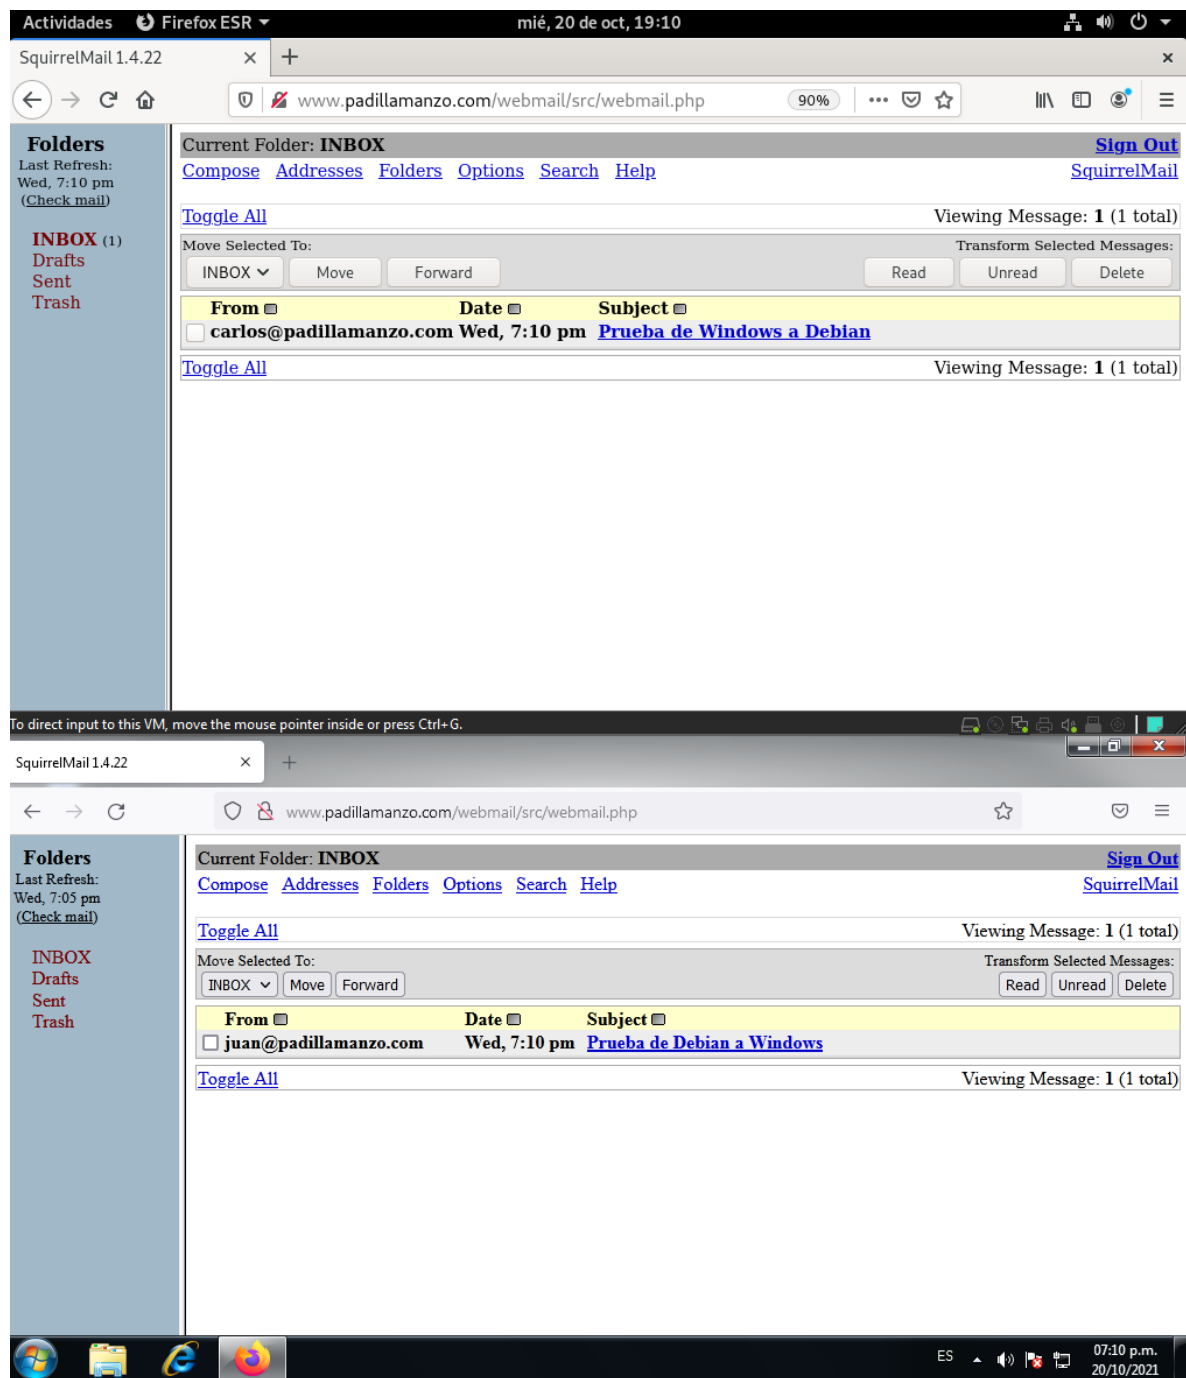 Actividades Firefox ESR mié, 20 de oct, 19:10
SquirrelMail 1.4.22
www.padillamanzo.com/webmail/src/webmail.php 90%
Folders
Last Refresh:
Wed, 7:10 pm
(Check mail)
INBOX (1)
Drafts
Sent
Trash
Current Folder: INBOX Sign Out
Compose Addresses Folders Options Search Help SquirrelMail
Toggle All Viewing Message: 1 (1 total)
Move Selected To: Transform Selected Messages:
INBOX Move Forward Read Unread Delete
From Date Subject
carlos@padillamanzo.com Wed, 7:10 pm Prueba de Windows a Debian
Toggle All Viewing Message: 1 (1 total)
To direct input to this VM, move the mouse pointer inside or press Ctrl+G.
SquirrelMail 1.4.22
www.padillamanzo.com/webmail/src/webmail.php
Folders
Last Refresh:
Wed, 7:05 pm
(Check mail)
INBOX
Drafts
Sent
Trash
Current Folder: INBOX Sign Out
Compose Addresses Folders Options Search Help SquirrelMail
Toggle All Viewing Message: 1 (1 total)
Move Selected To: Transform Selected Messages:
INBOX Move Forward Read Unread Delete
From Date Subject
juan@padillamanzo.com Wed, 7:10 pm Prueba de Debian a Windows
Toggle All Viewing Message: 1 (1 total)
ES 07:10 p.m.
20/10/2021